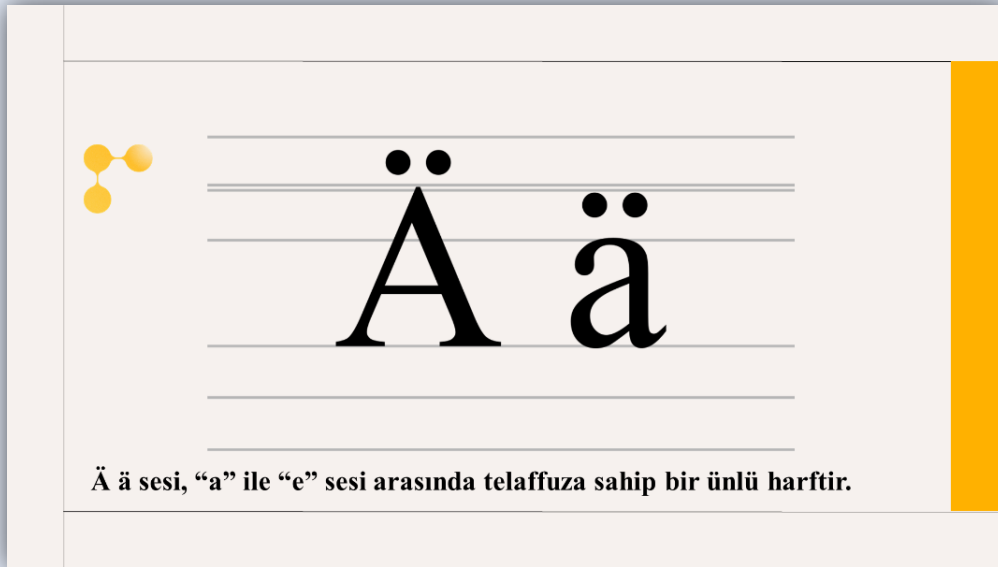 Ä ä
Ä ä sesi, “a” ile “e” sesi arasında telaffuza sahip bir ünlü harftir.